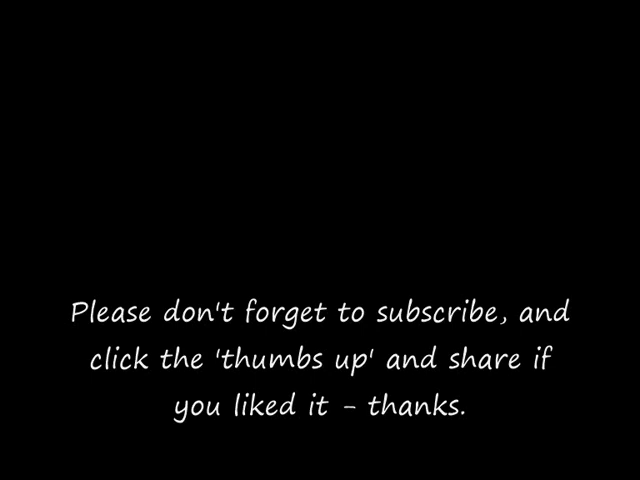 Please don't forget to subscribe, and
click the 'thumbs up' and share if
you liked it - thanks.